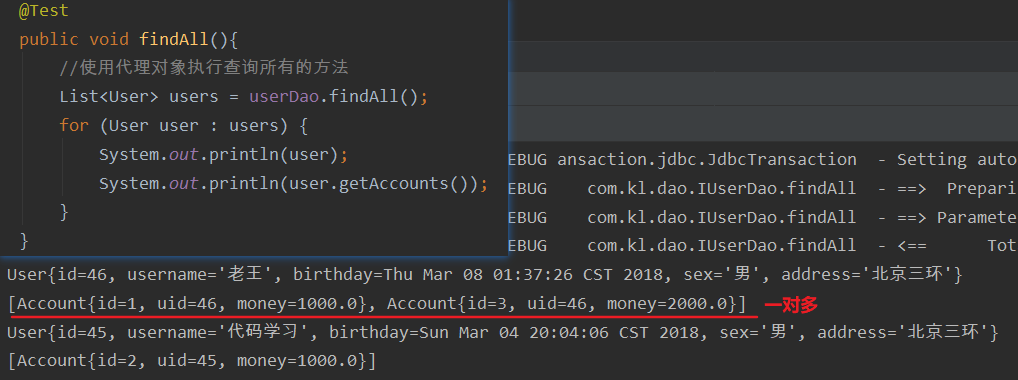 @Test
public void findAll(){
//使用代理对象执行查询所有的方法
List<User> users = userDao.findAll();
for (User user : users) {
System.out.println(user);
System.out.println(user.getAccounts());
}
}
EBUG ansaction.jdbc.JdbcTransaction  - Setting auto
EBUG    com.kl.dao.IUserDao.findAll  - ==>  Prepari
EBUG    com.kl.dao.IUserDao.findAll  - ==> Paramete
EBUG    com.kl.dao.IUserDao.findAll  - <==      Tot
User{id=46, username='老王', birthday=Thu Mar 08 01:37:26 CST 2018, sex='男', address='北京三环'}
[Account{id=1, uid=46, money=1000.0}, Account{id=3, uid=46, money=2000.0}] 一对多
User{id=45, username='代码学习', birthday=Sun Mar 04 20:04:06 CST 2018, sex='男', address='北京三环'}
[Account{id=2, uid=45, money=1000.0}]